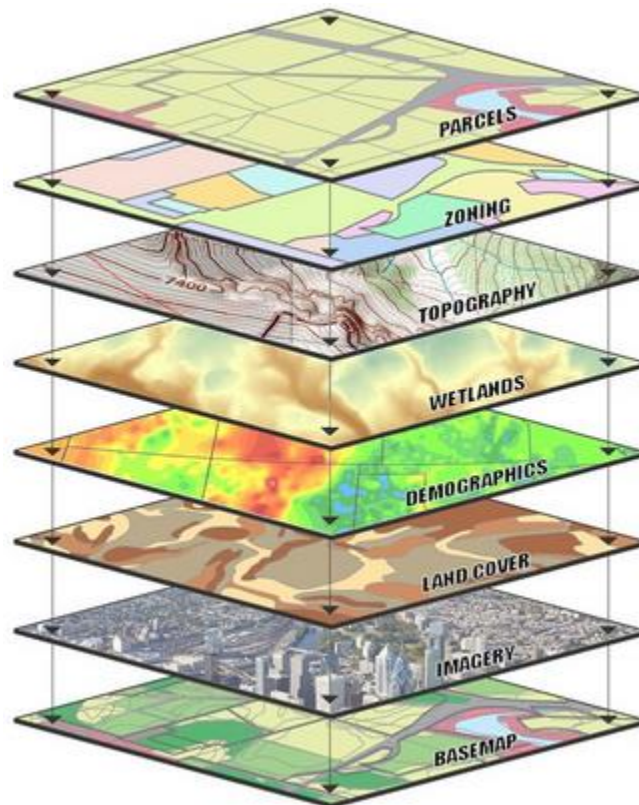 PARCELS
ZONING
7400
TOPOGRAPHY
WETLANDS
DEMOGRAPHICS
LAND COVER
IMAGERY
BASEMAP